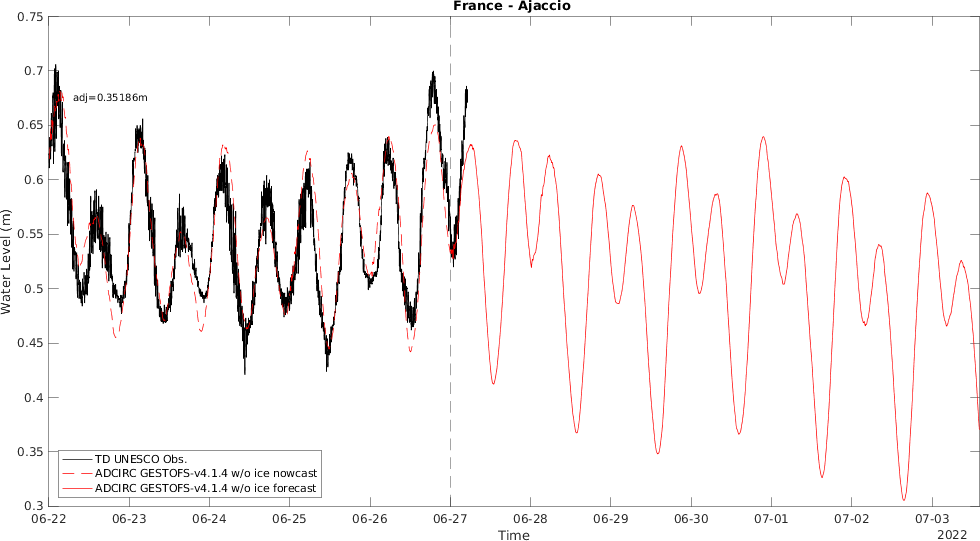 France - Ajaccio
0.75
0.7
0.65
0.6
0.55
0.5
0.45
0.4
0.35
0.3
Water Level (m)
adj=0.35186m
TD UNESCO Obs.
ADCIRC GESTOFS-v4.1.4 w/o ice nowcast
ADCIRC GESTOFS-v4.1.4 w/o ice forecast
06-22 06-23 06-24 06-25 06-26 06-27 06-28 06-29 06-30 07-01 07-02 07-03
Time
2022